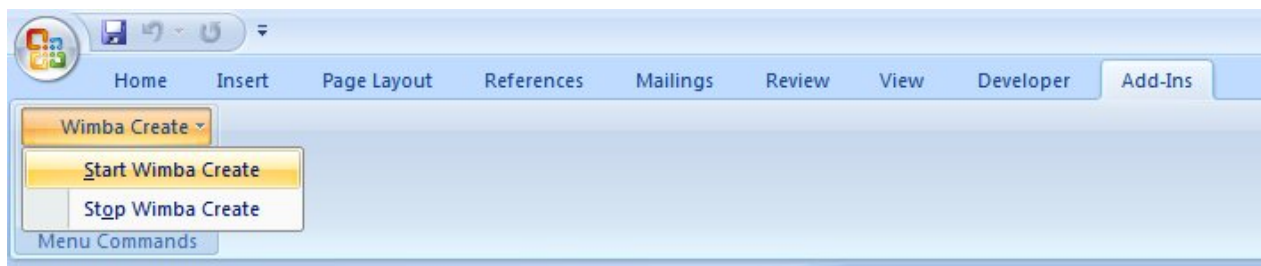 Home Insert Page Layout References Mailings Review View Developer Add-Ins
Wimba Create
Start Wimba Create
Stop Wimba Create
Menu Commands